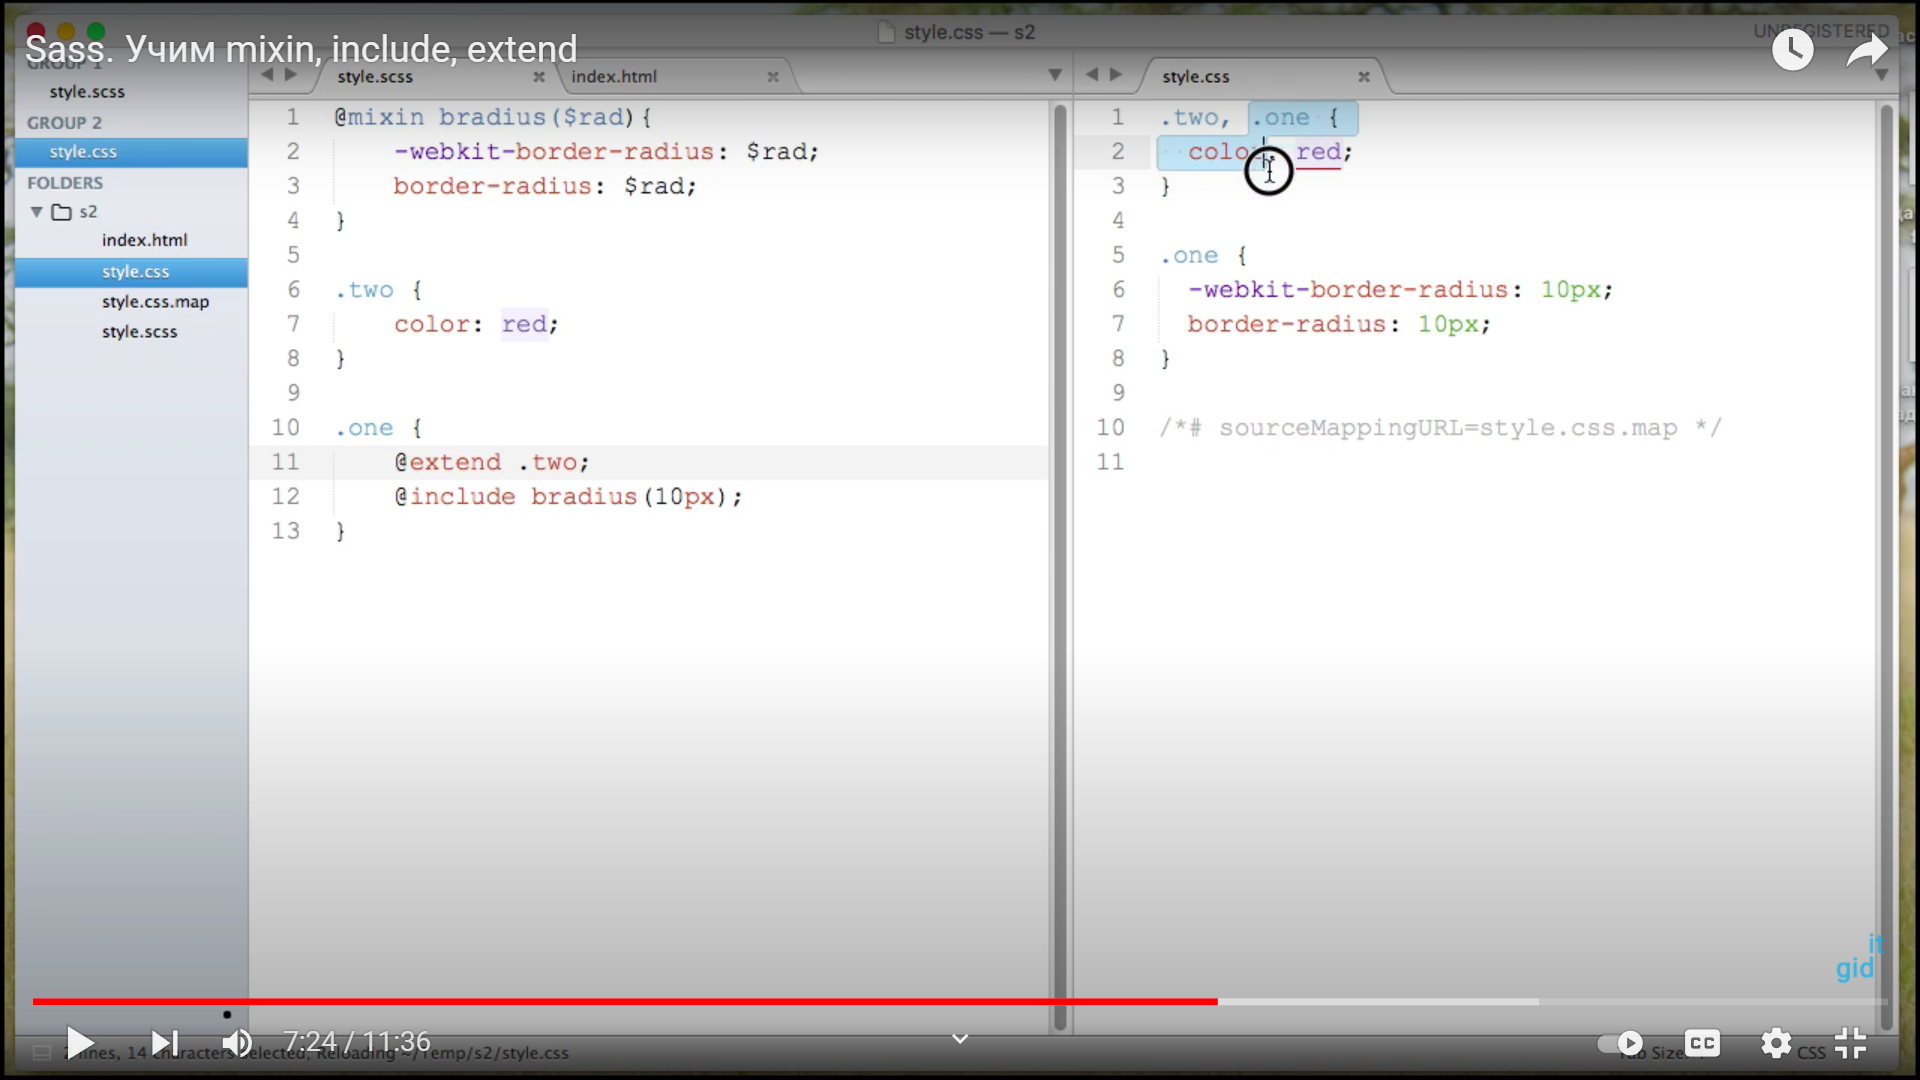 Sass. Учим mixin, include, extend
style.css — s2
UNREGISTERED
GROUP 1
style.scss
GROUP 2
style.css
FOLDERS
s2
index.html
style.css
style.css.map
style.scss
style.scss
index.html
1 @mixin bradius($rad){
2 -webkit-border-radius: $rad;
3 border-radius: $rad;
4 }
5
6 .two {
7 color: red;
8 }
9
10 .one {
11 @extend .two;
12 @include bradius(10px);
13 }
style.css
1 .two, .one {
2 color: red;
3 }
4
5 .one {
6 -webkit-border-radius: 10px;
7 border-radius: 10px;
8 }
9
10 /*# sourceMappingURL=style.css.map */
11
it
gid
7:24 / 11:36
CC
2 lines, 14 characters selected, Reloading ~/Temp/s2/style.css
Tab Size:
CSS